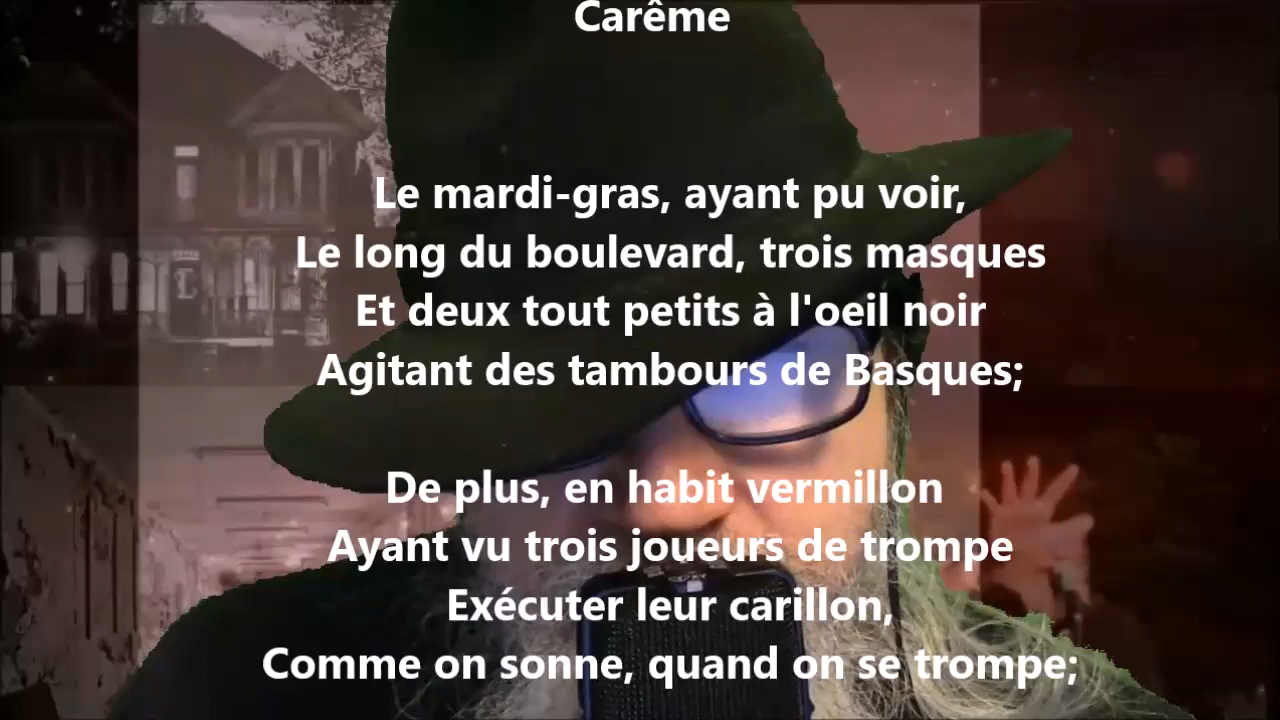 Carême
Le mardi-gras, ayant pu voir,
Le long du boulevard, trois masques
Et deux tout petits à l'oeil noir
Agitant des tambours de Basques;
De plus, en habit vermillon
Ayant vu trois joueurs de trompe
Exécuter leur carillon,
Comme on sonne, quand on se trompe;